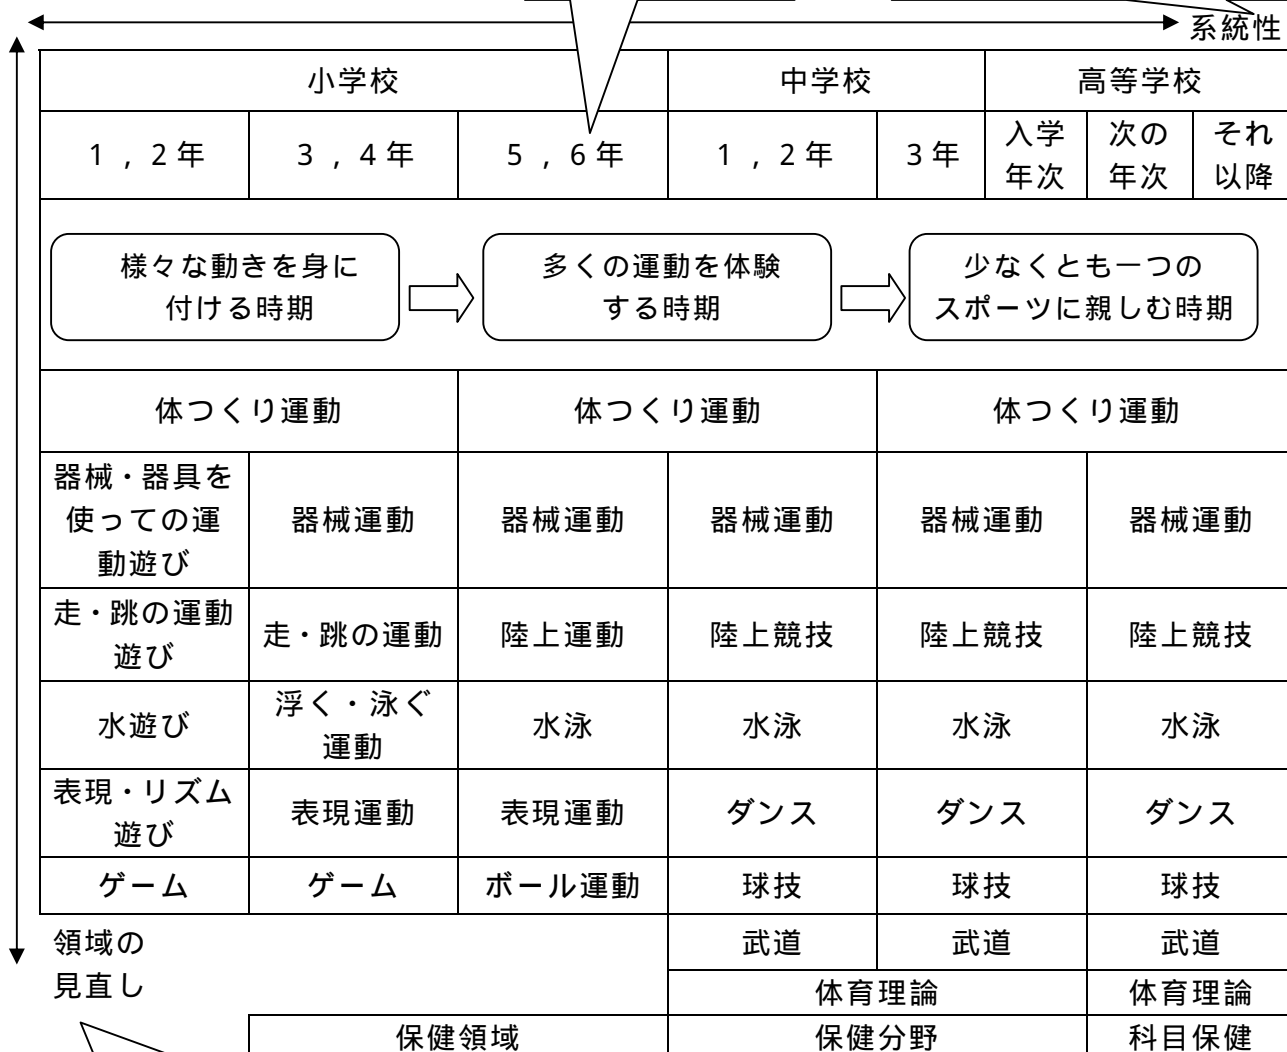 系統性
小学校 中学校 高等学校
1,2年 3,4年 5,6年 1,2年 3年 入学年次 次の年次 それ以降
様々な動きを身に
付ける時期
多くの運動を体験
する時期
少なくとも一つの
スポーツに親しむ時期
体つくり運動 体つくり運動 体つくり運動
器械・器具を
使っての運
動遊び
器械運動 器械運動 器械運動 器械運動 器械運動
走・跳の運動
遊び
走・跳の運動 陸上運動 陸上競技 陸上競技 陸上競技
水遊び
浮く・泳ぐ
運動
水泳 水泳 水泳 水泳
表現・リズム
遊び
表現運動 表現運動 ダンス ダンス ダンス
ゲーム ゲーム ボール運動 球技 球技 球技
領域の
見直し
武道 武道 武道
体育理論 体育理論
保健領域 保健分野 科目保健